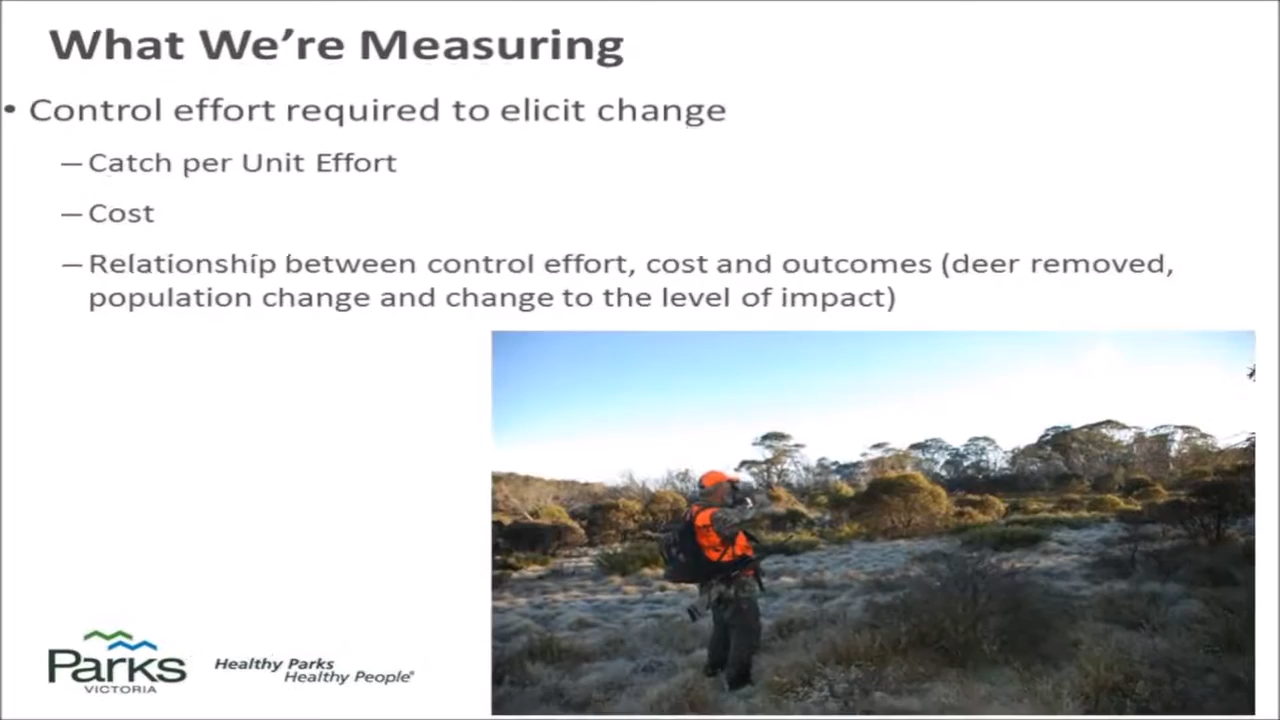 What We're Measuring
• Control effort required to elicit change
– Catch per Unit Effort
– Cost
– Relationship between control effort, cost and outcomes (deer removed,
population change and change to the level of impact)
Parks
VICTORIA
Healthy Parks
Healthy People®